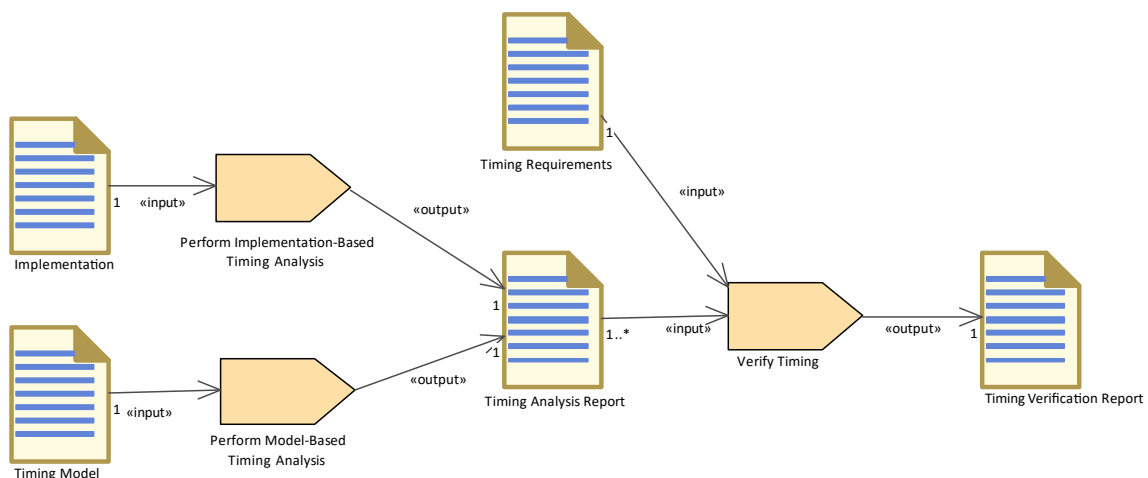 1
Timing Requirements
«input»
1
«input»
Implementation
Perform Implementation-Based
Timing Analysis
«output»
1
1
1..*
«input»
Timing Analysis Report
Verify Timing
«output»
1
Timing Verification Report
1
«input»
Timing Model
Perform Model-Based
Timing Analysis
«output»